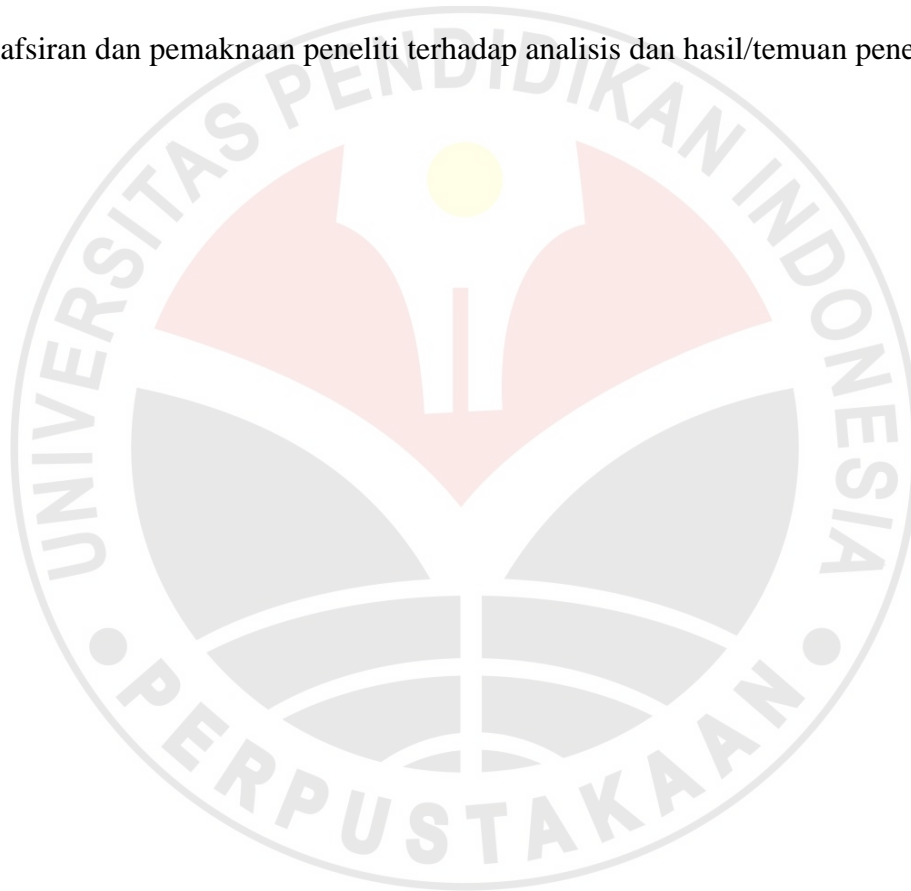 afsiran dan pemaknaan peneliti terhadap analisis dan hasil/temuan pene
UNIVERSITAS PENDIDIKAN INDONESIA
PERPUSTAKAAN